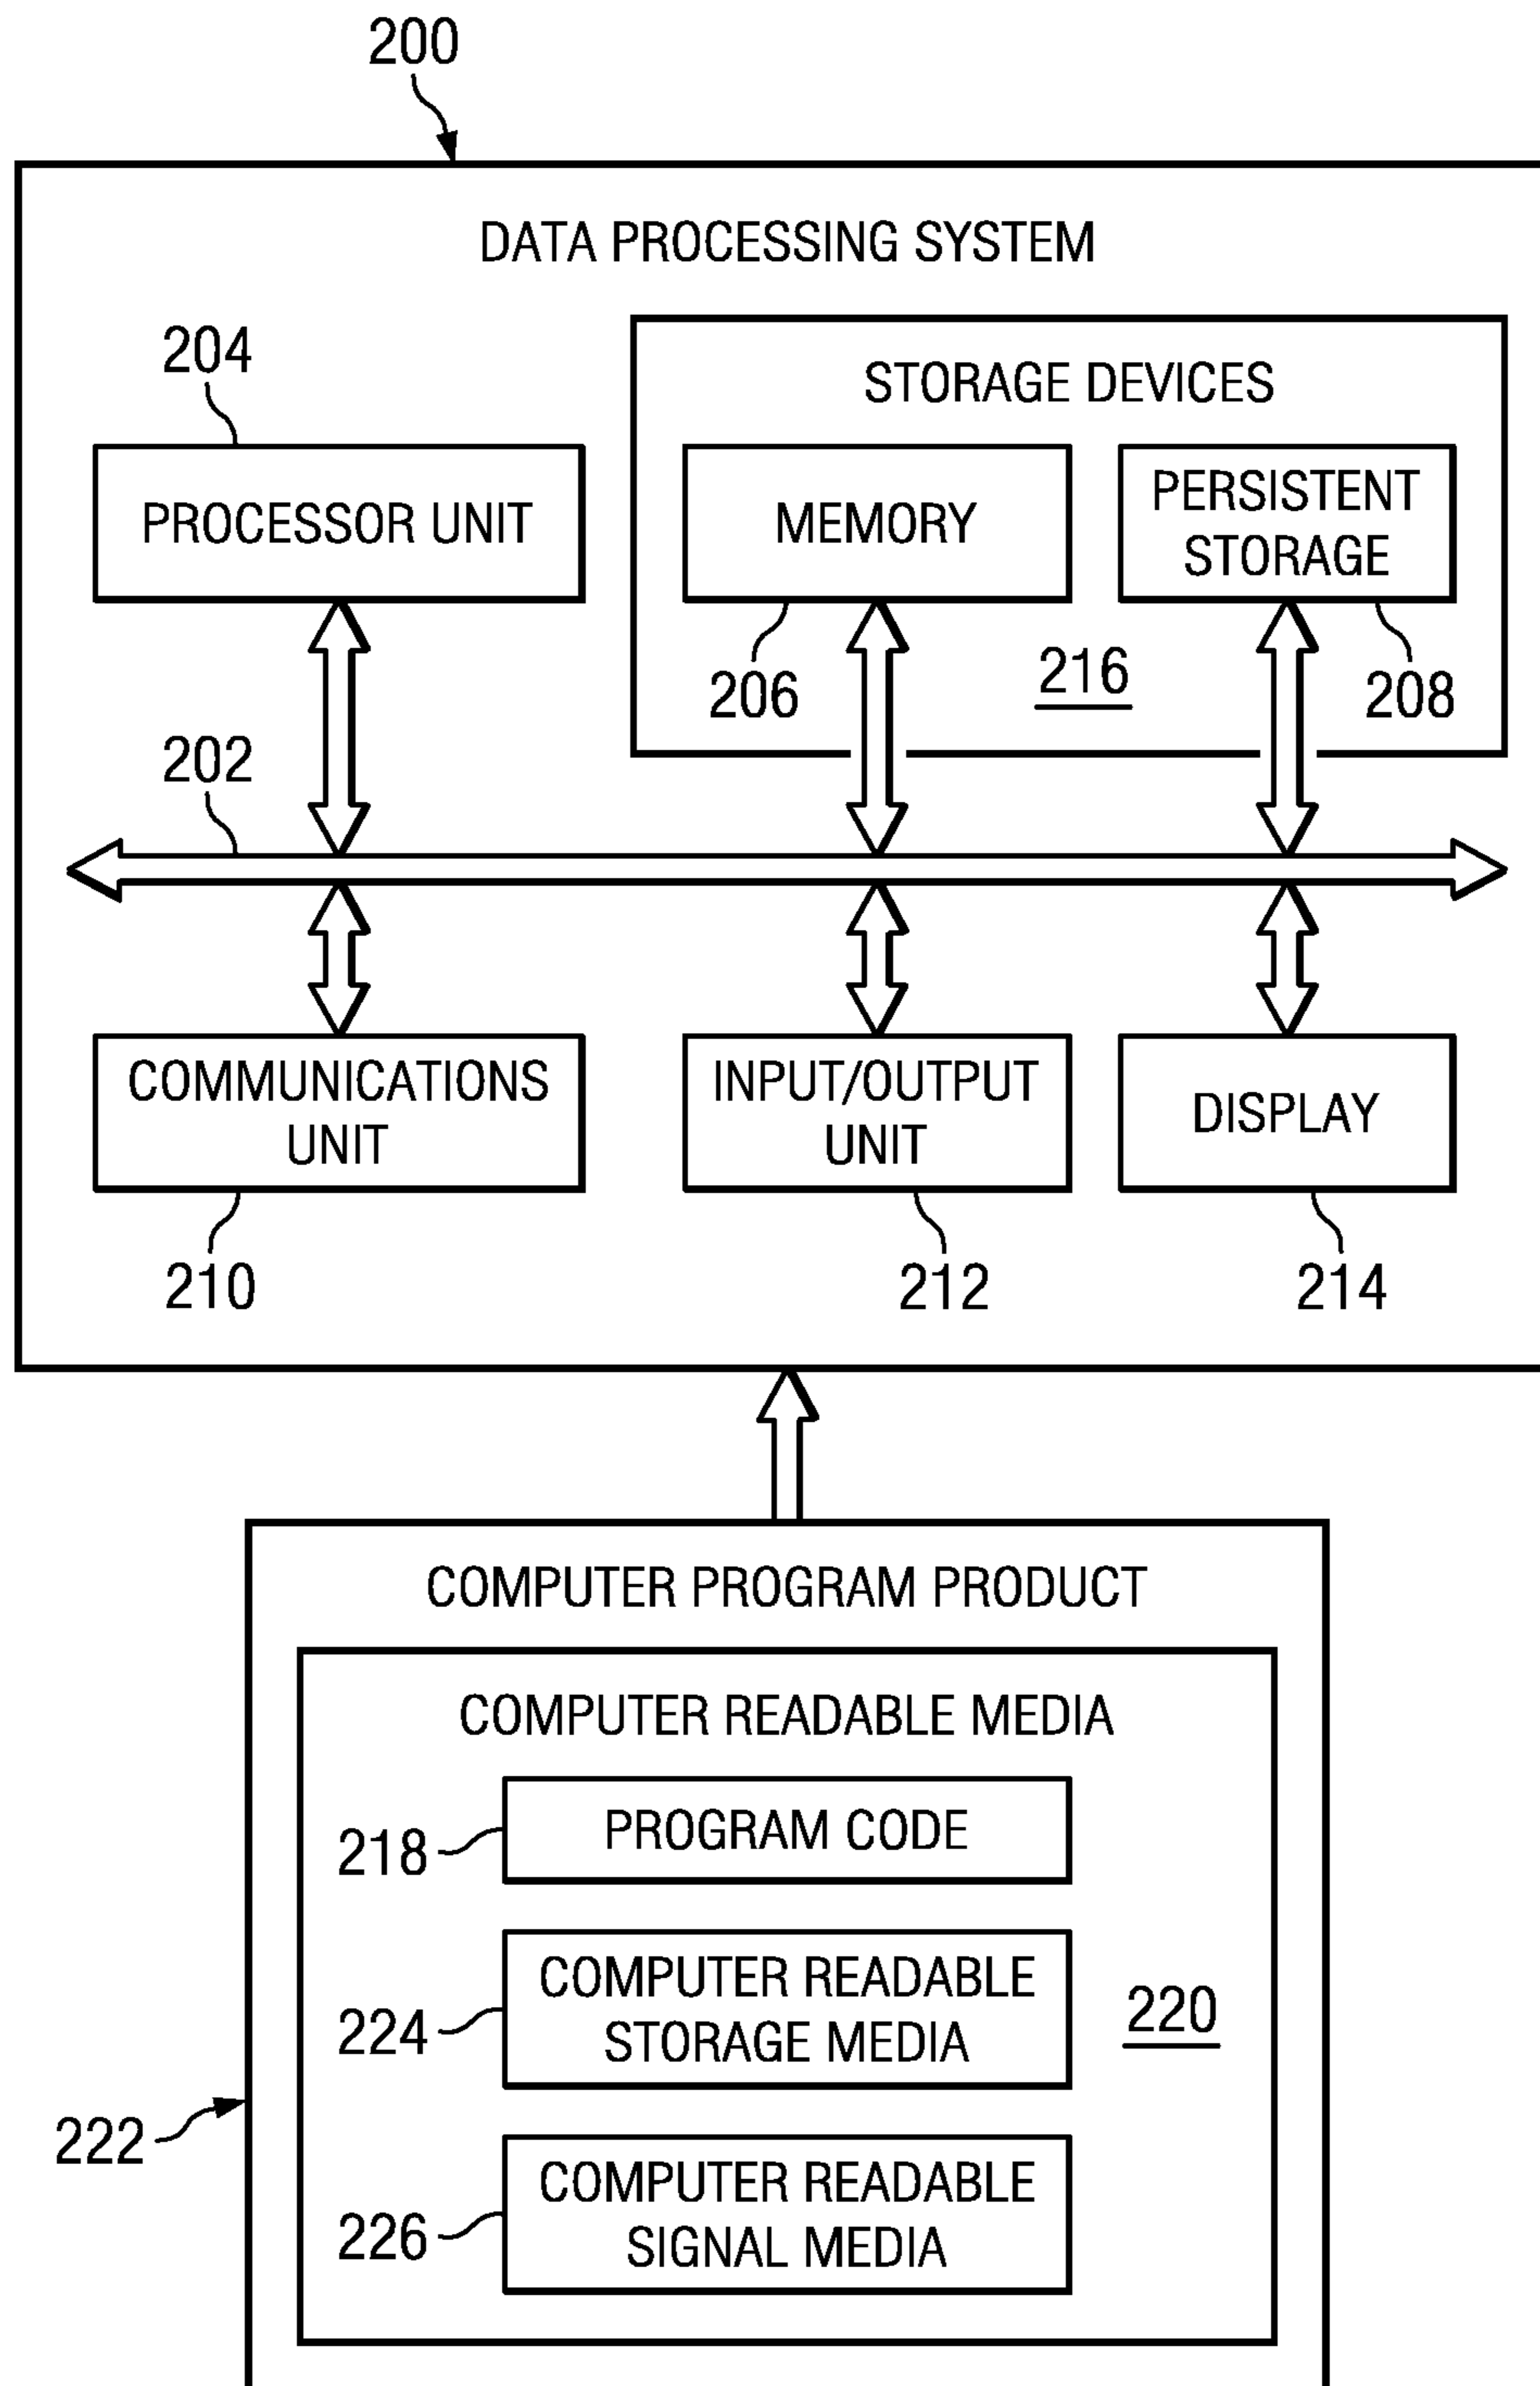 200
DATA PROCESSING SYSTEM
204
STORAGE DEVICES
PROCESSOR UNIT
MEMORY
PERSISTENT
STORAGE
206
216
208
202
COMMUNICATIONS
UNIT
INPUT/OUTPUT
UNIT
DISPLAY
210
212
214
COMPUTER PROGRAM PRODUCT
COMPUTER READABLE MEDIA
218
PROGRAM CODE
224
COMPUTER READABLE
STORAGE MEDIA
220
222
226
COMPUTER READABLE
SIGNAL MEDIA